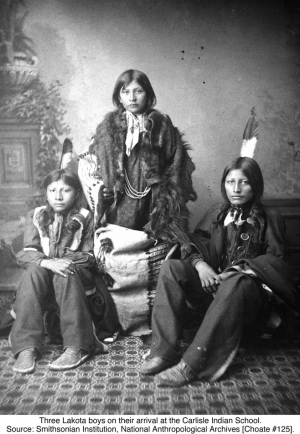 Three Lakota boys on their arrival at the Carlisle Indian School.
Source: Smithsonian Institution, National Anthropological Archives [Choate #125].